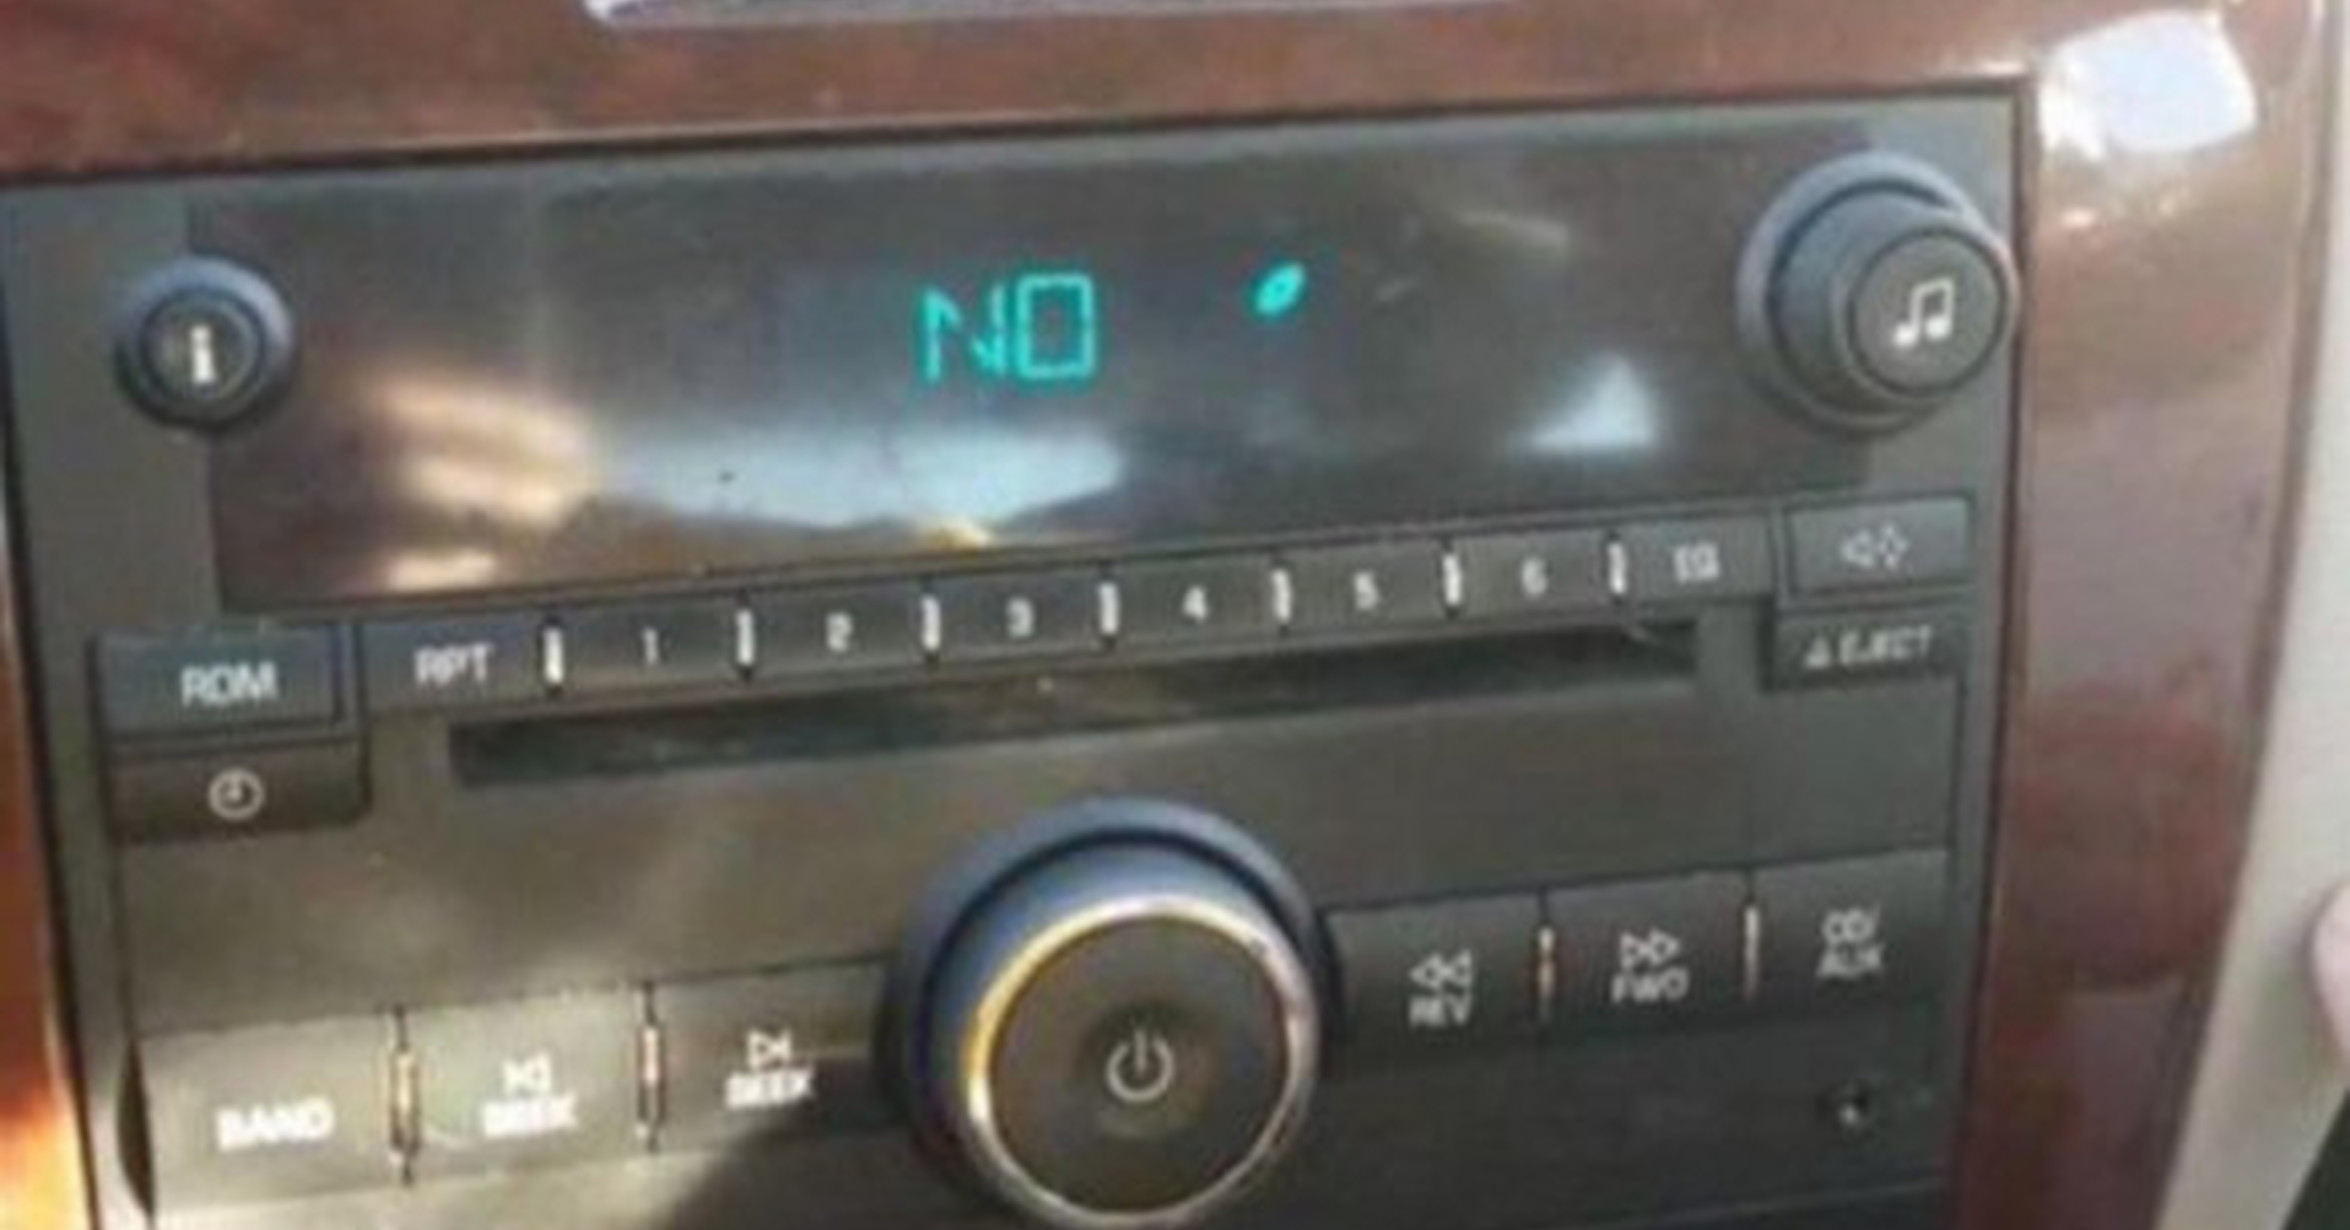 NO
i
1 2 3 4 5 6 EQ
RDM RPT
EJECT
BAND SEEK SEEK
REV FWD CD/
AUX